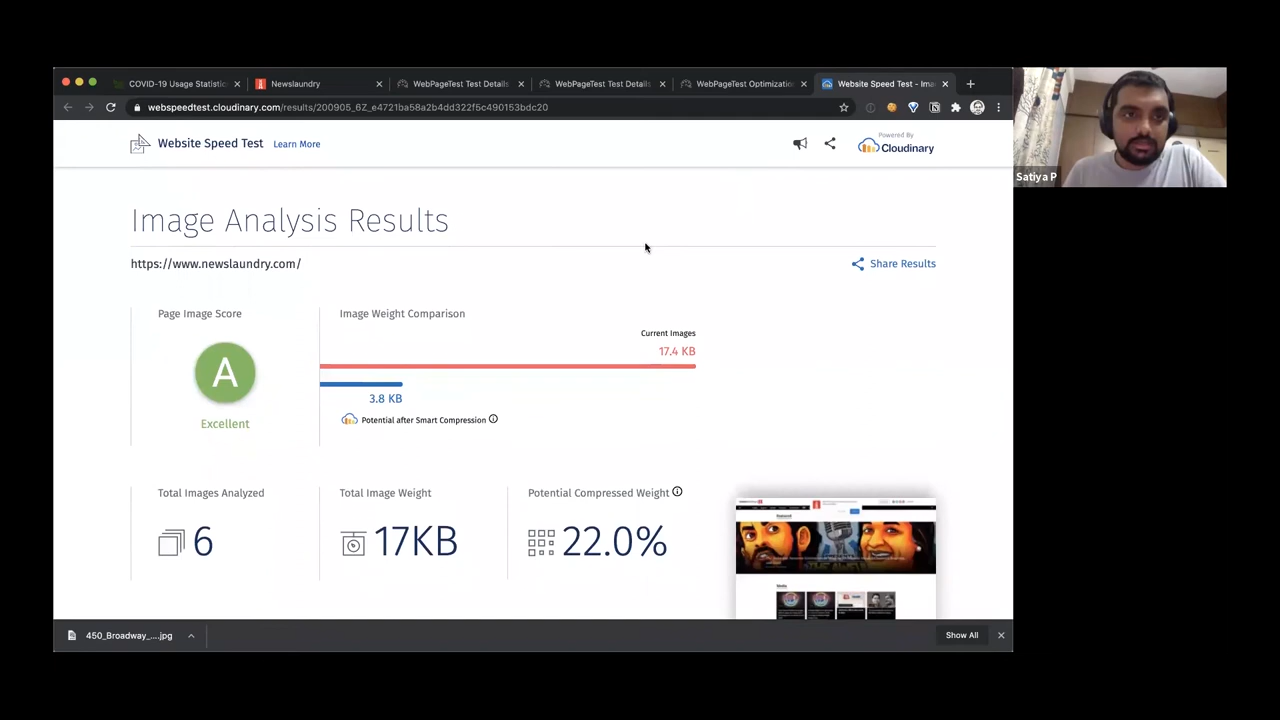 COVID-19 Usage Statistic
Newslaundry
WebPageTest Test Details
WebPageTest Test Details
WebPageTest Optimizatio
Website Speed Test - Ima
webspeedtest.cloudinary.com/results/200905_6Z_e4721ba58a2b4dd322f5c490153bdc20
Website Speed Test
Learn More
Powered By
Cloudinary
Satiya P
Image Analysis Results
https://www.newslaundry.com/
Share Results
Page Image Score
A
Excellent
Image Weight Comparison
Current Images
17.4 KB
3.8 KB
Potential after Smart Compression
Total Images Analyzed
6
Total Image Weight
17KB
Potential Compressed Weight
22.0%
450_Broadway_....jpg
Show All